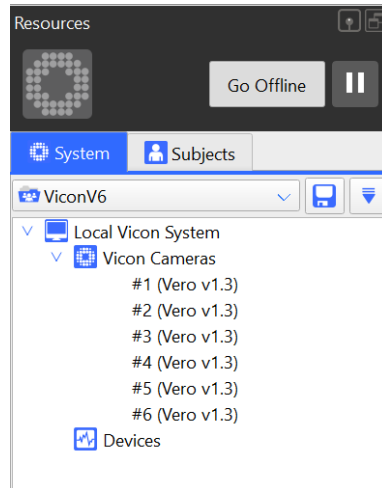 Resources
Go Offline
System
Subjects
ViconV6
Local Vicon System
Vicon Cameras
#1 (Vero v1.3)
#2 (Vero v1.3)
#3 (Vero v1.3)
#4 (Vero v1.3)
#5 (Vero v1.3)
#6 (Vero v1.3)
Devices